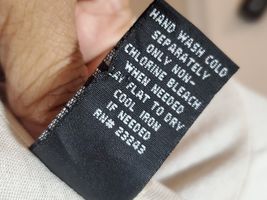 HAND WASH COLD
SEPARATELY
ONLY NON-
CHLORINE BLEACH
WHEN NEEDED
LAY FLAT TO DRY
COOL IRON
IF NEEDED
RN# 23243